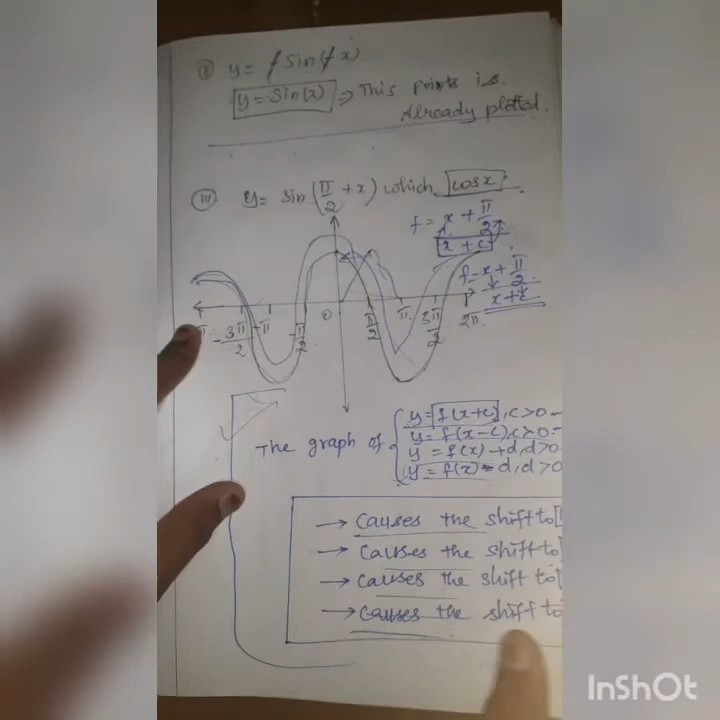 y = f sin(f x)
y = sin(x) ⇒ This Points is
Already plotted.
(III) y = sin (π/2 + x) which cosx
f = x + π/2
x + c
f = x + π/2
x + c
-3π/2 -π -π/2 0 π/2 π 3π/2 2π
The graph of
y = f(x+c), c>0
y = f(x-c), c>0
y = f(x) + d, d>0
y = f(x) - d, d>0
→ Causes the shift to
→ Causes the shift to
→ Causes the shift to
→ Causes the shift to
InShOt